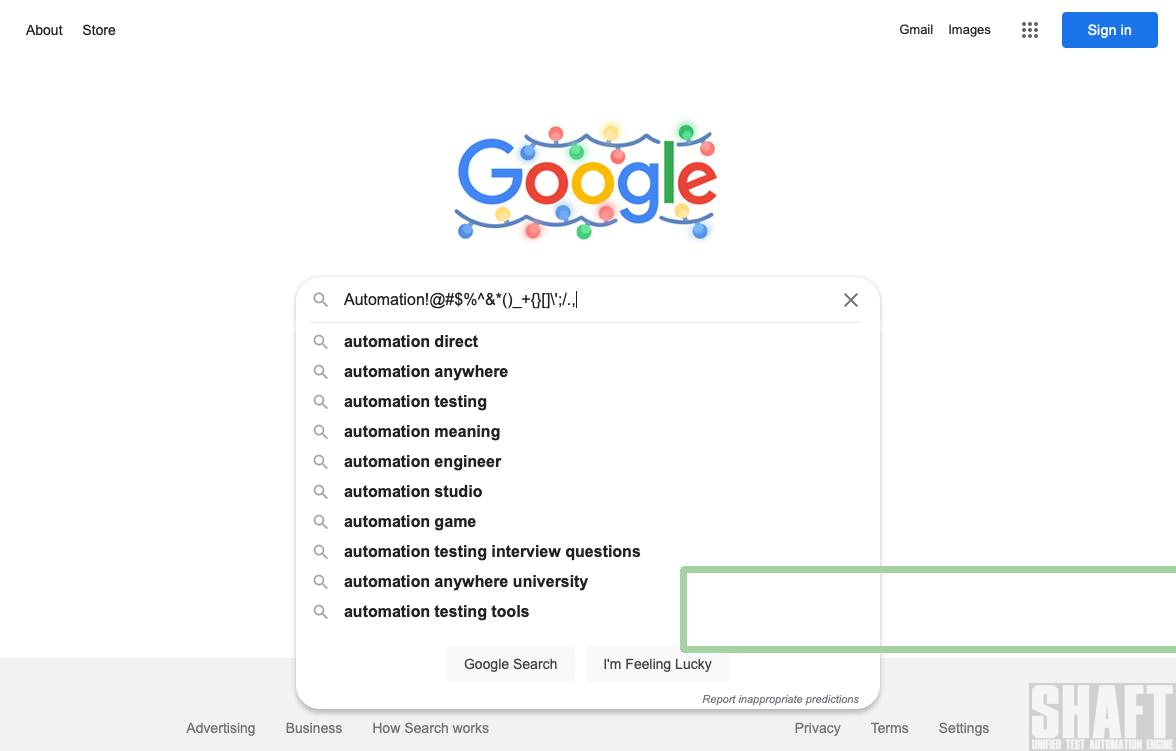 About Store
Gmail Images Sign in
Google
Automation!@#$%^&*()_+{}[]\';/.,
automation direct
automation anywhere
automation testing
automation meaning
automation engineer
automation studio
automation game
automation testing interview questions
automation anywhere university
automation testing tools
Google Search I'm Feeling Lucky
Report inappropriate predictions
Advertising Business How Search works Privacy Terms Settings
SHAFT
UNIFIED TEST AUTOMATION ENGINE